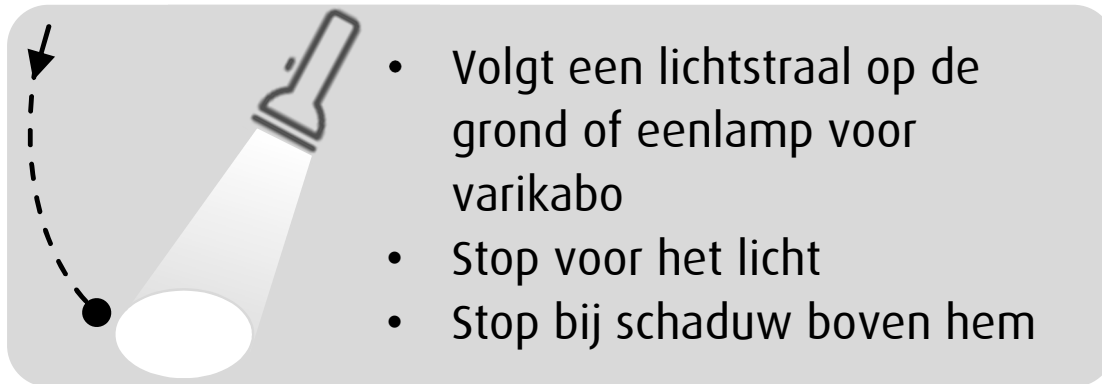 • Volgt een lichtstraal op de
grond of eenlamp voor
varikabo
• Stop voor het licht
• Stop bij schaduw boven hem